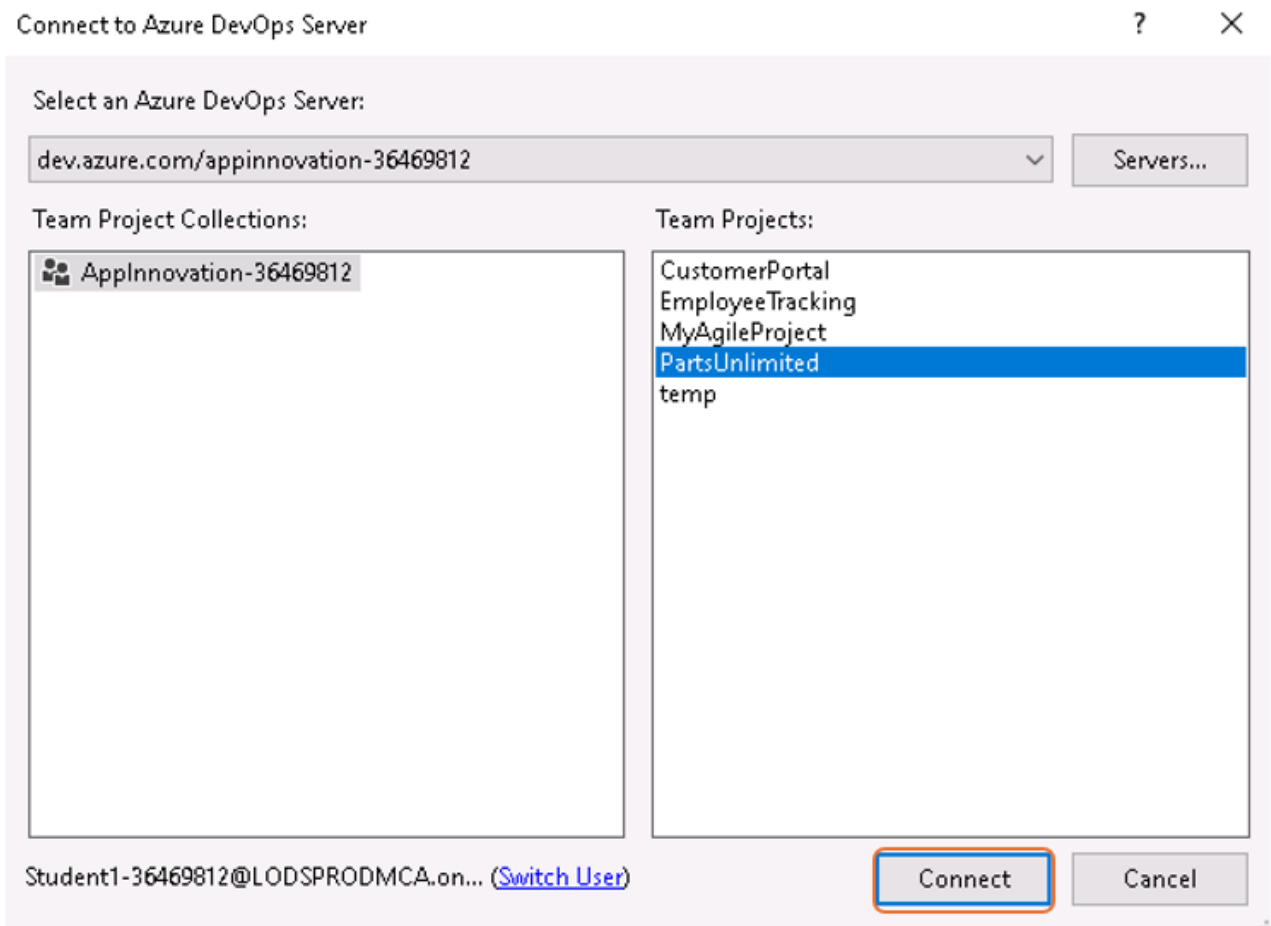 Connect to Azure DevOps Server ?
Select an Azure DevOps Server:
dev.azure.com/appinnovation-36469812 Servers...
Team Project Collections:
AppInnovation-36469812
Team Projects:
CustomerPortal
EmployeeTracking
MyAgileProject
PartsUnlimited
temp
Student1-36469812@LODSPRODMCA.on... (Switch User)
Connect Cancel